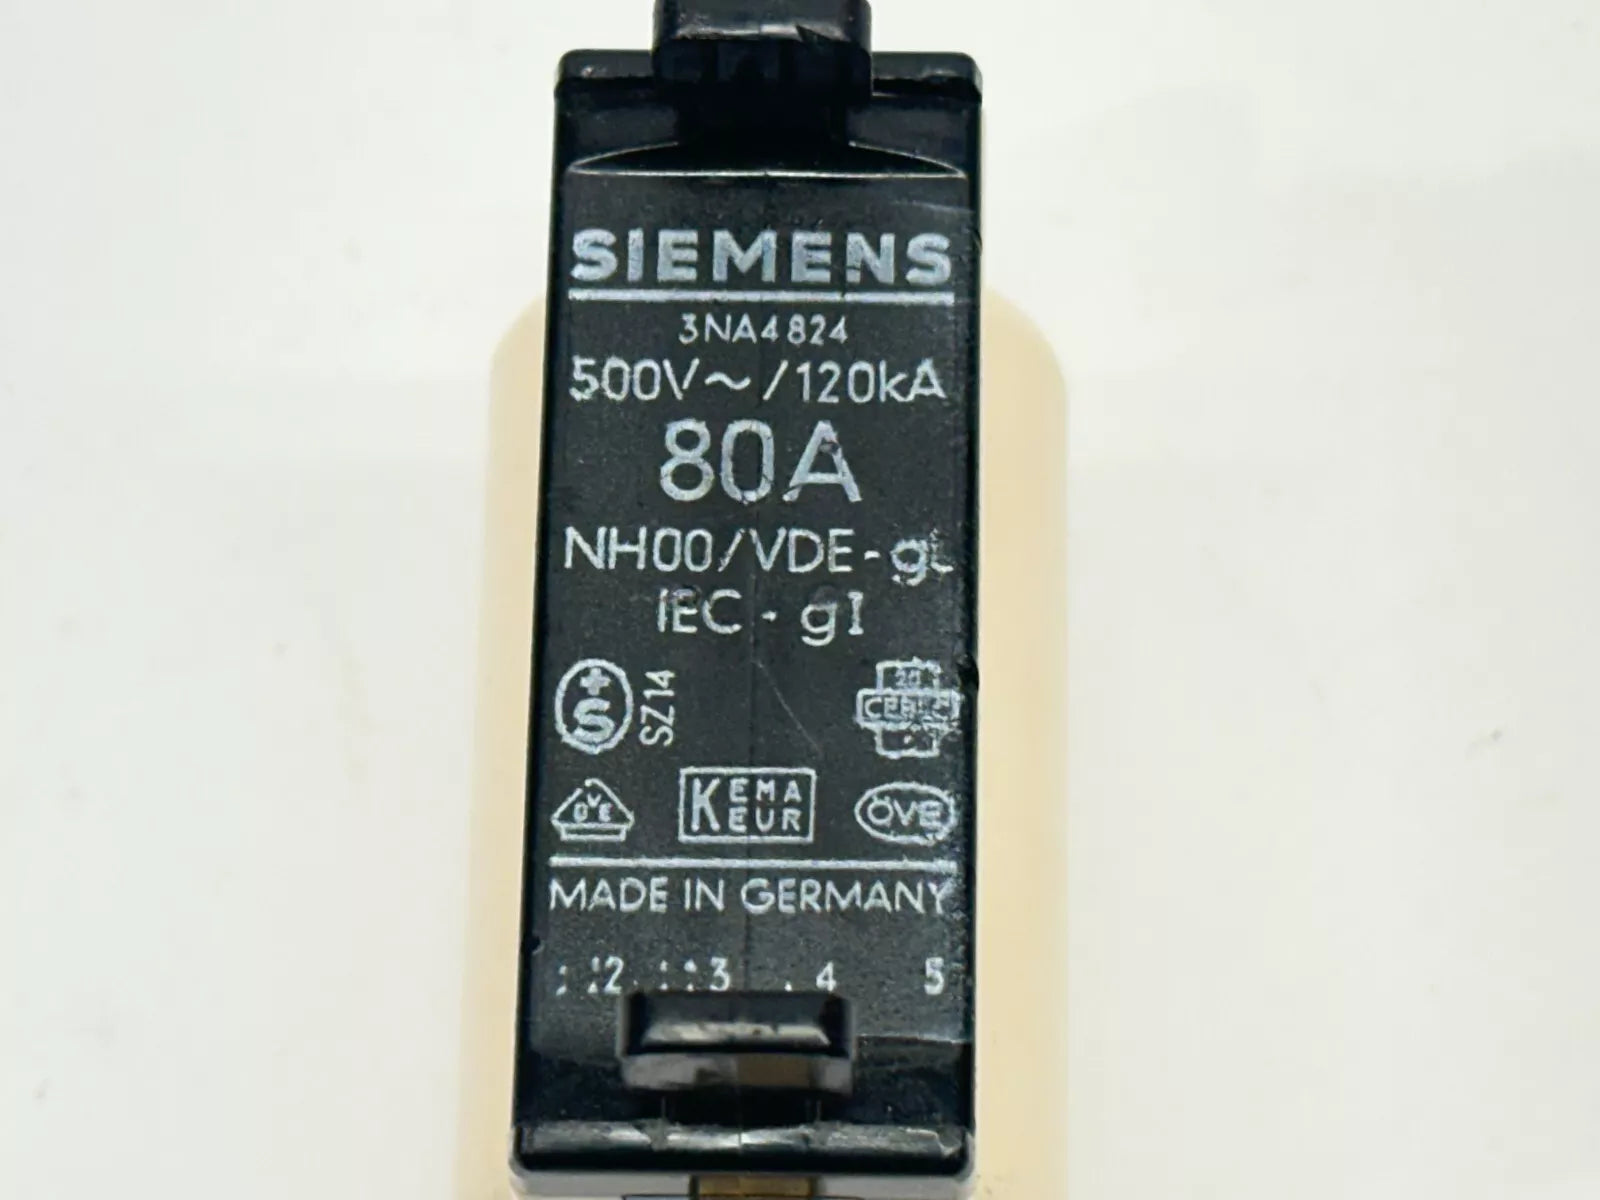 SIEMENS
3NA4824
500V~/120kA
80A
NH00/VDE-gL
IEC-gI
+S
SZ14
VDE
KEMA
KEUR
ÖVE
MADE IN GERMANY
2 3 4 5